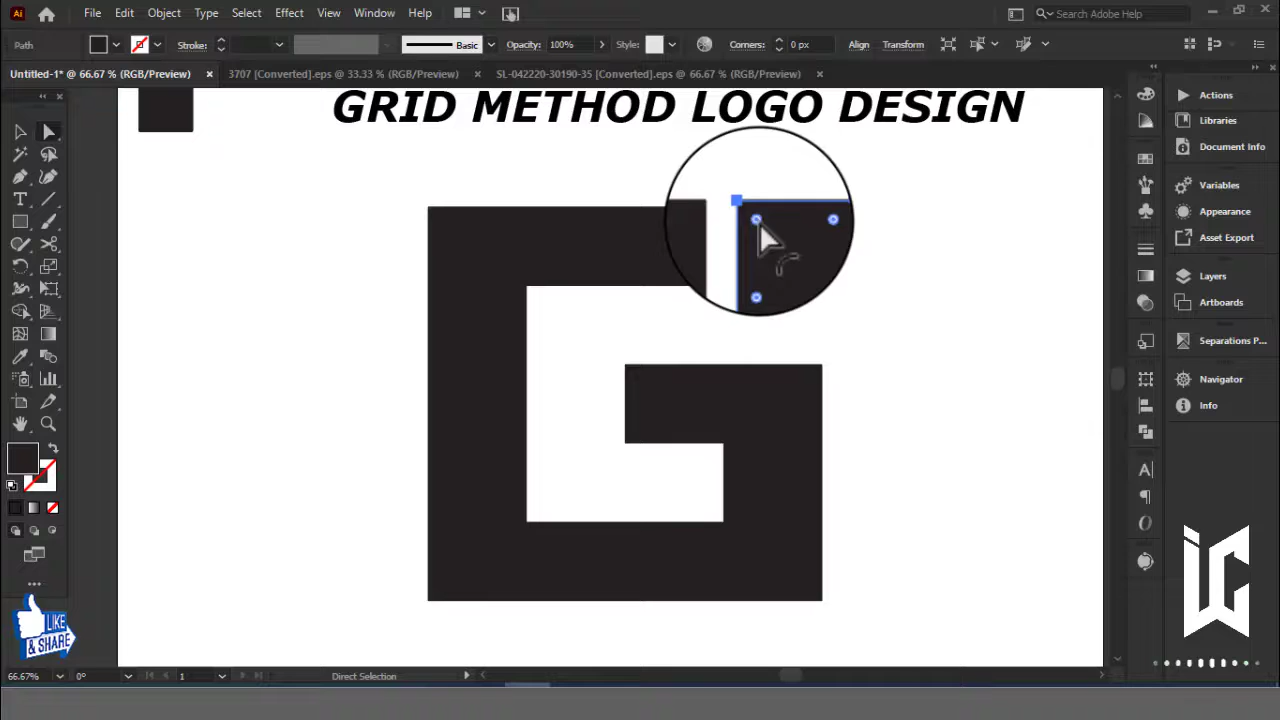 Ai File Edit Object Type Select Effect View Window Help Search Adobe Help
Path Stroke: Basic Opacity: 100% Style: Corners: 0 px Align Transform
Untitled-1* @ 66.67 % (RGB/Preview) × 3707 [Converted].eps @ 33.33 % (RGB/Preview) × SL-042220-30190-35 [Converted].eps @ 66.67 % (RGB/Preview) ×
GRID METHOD LOGO DESIGN
Actions
Libraries
Document Info
Variables
Appearance
Asset Export
Layers
Artboards
Separations P...
Navigator
Info
G
LIKE
& SHARE
66.67% 0° 1 Direct Selection